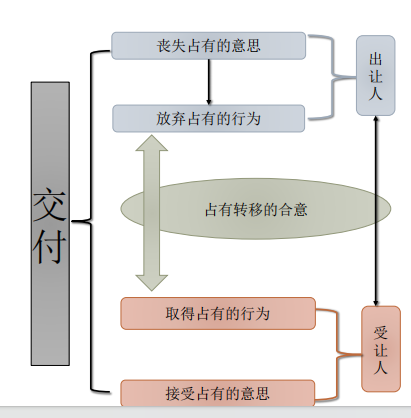 交付
丧失占有的意思
放弃占有的行为
出让人
占有转移的合意
取得占有的行为
接受占有的意思
受让人